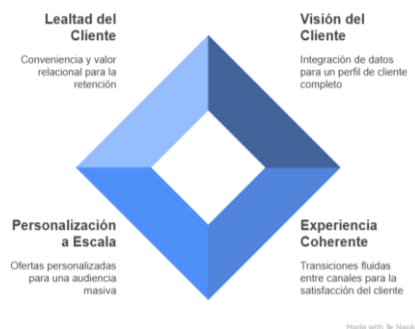 Lealtad del
Cliente
Conveniencia y valor
relacional para la
retención
Visión del
Cliente
Integración de datos
para un perfil de cliente
completo
Personalización
a Escala
Ofertas personalizadas
para una audiencia
masiva
Experiencia
Coherente
Transiciones fluidas
entre canales para la
satisfacción del cliente
Made with Napk